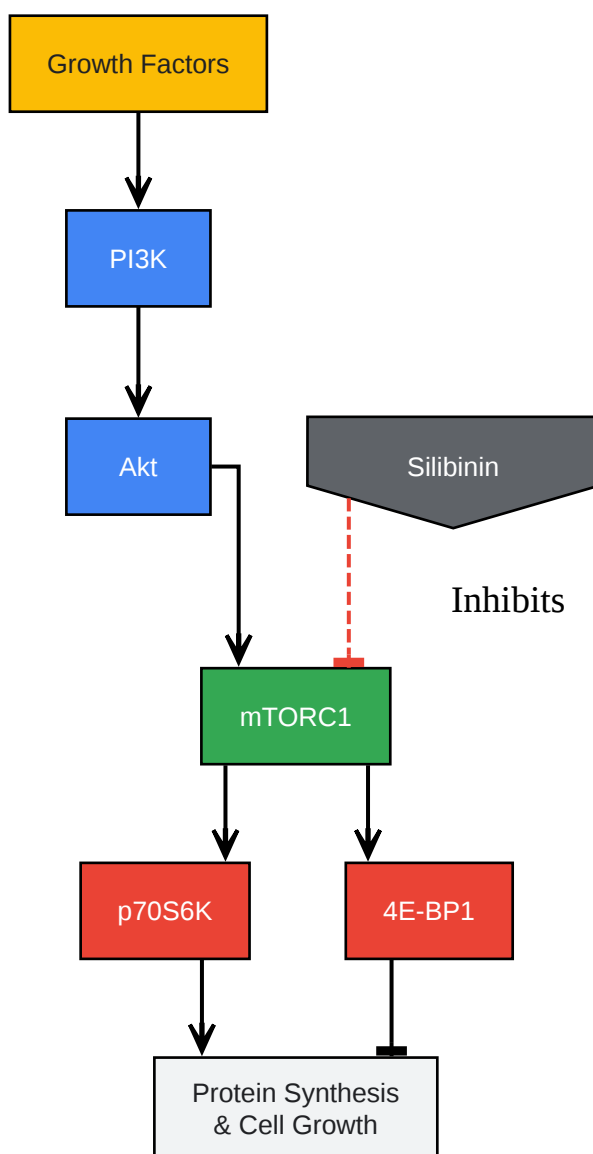 Growth Factors
PI3K
Akt
Silibinin
Inhibits
mTORC1
p70S6K
4E-BP1
Protein Synthesis
& Cell Growth